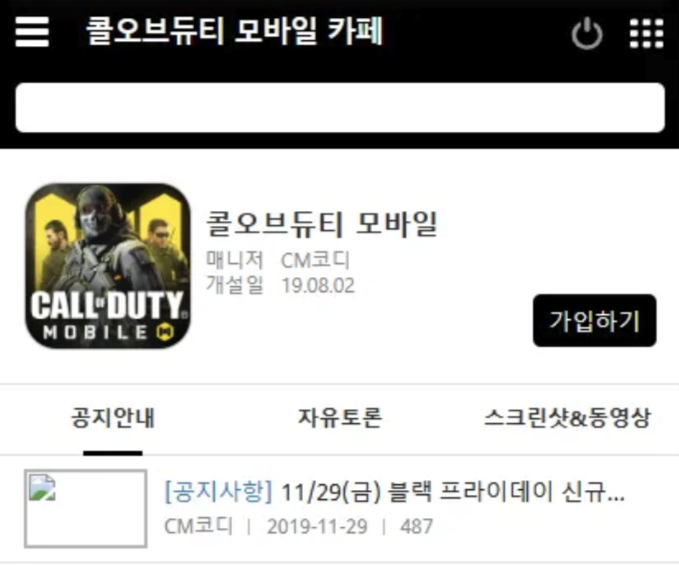 콜오브듀티 모바일 카페
CALL OF DUTY
MOBILE
콜오브듀티 모바일
매니저 CM코디
개설일 19.08.02
가입하기
공지안내 자유토론 스크린샷&동영상
[공지사항] 11/29(금) 블랙 프라이데이 신규...
CM코디 | 2019-11-29 | 487